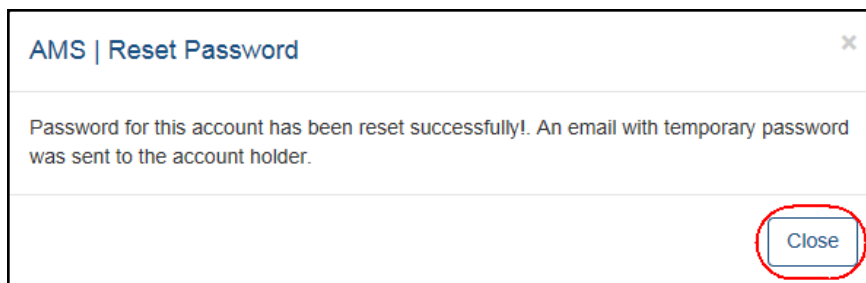 AMS | Reset Password
×
Password for this account has been reset successfully!. An email with temporary password
was sent to the account holder.
Close